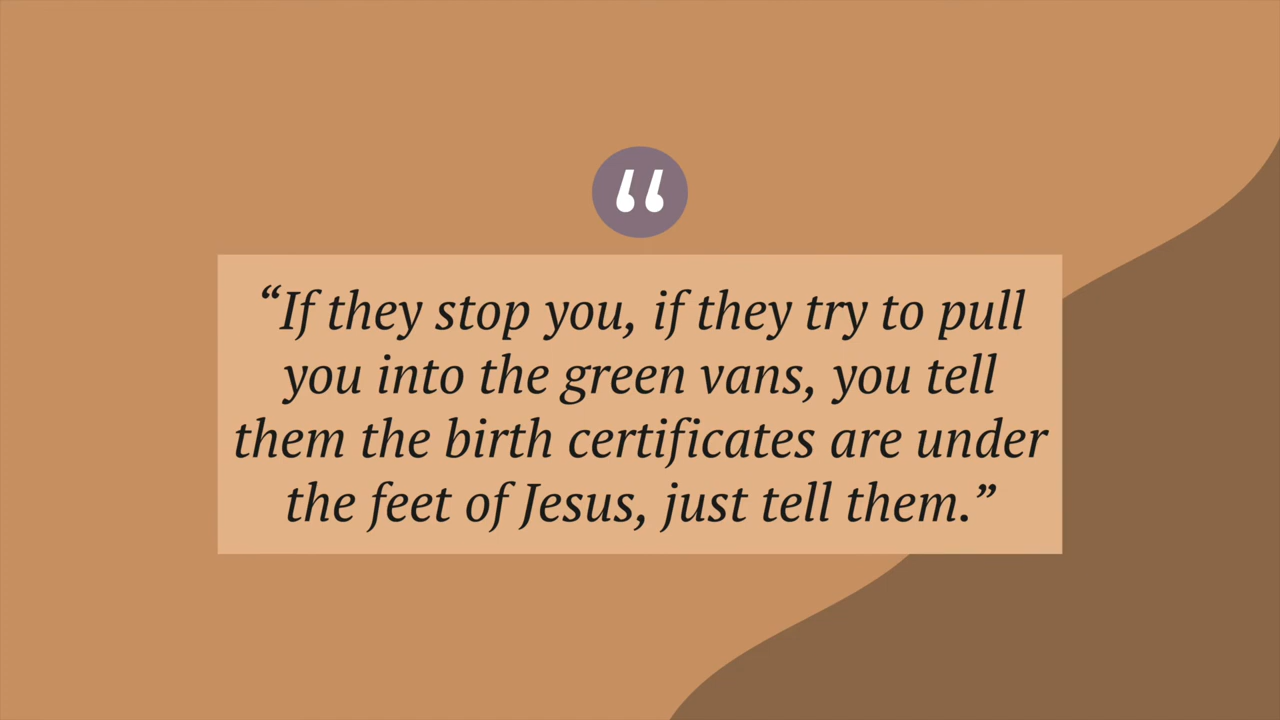 “
“If they stop you, if they try to pull
you into the green vans, you tell
them the birth certificates are under
the feet of Jesus, just tell them.”